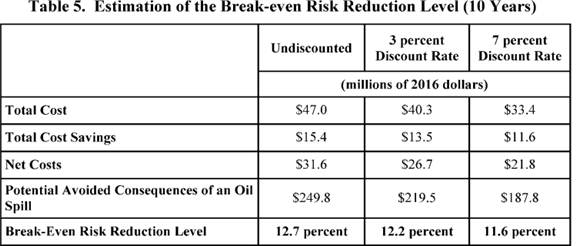 Table 5. Estimation of the Break-even Risk Reduction Level (10 Years)
Undiscounted 3 percent Discount Rate 7 percent Discount Rate
(millions of 2016 dollars)
Total Cost $47.0 $40.3 $33.4
Total Cost Savings $15.4 $13.5 $11.6
Net Costs $31.6 $26.7 $21.8
Potential Avoided Consequences of an Oil Spill $249.8 $219.5 $187.8
Break-Even Risk Reduction Level 12.7 percent 12.2 percent 11.6 percent